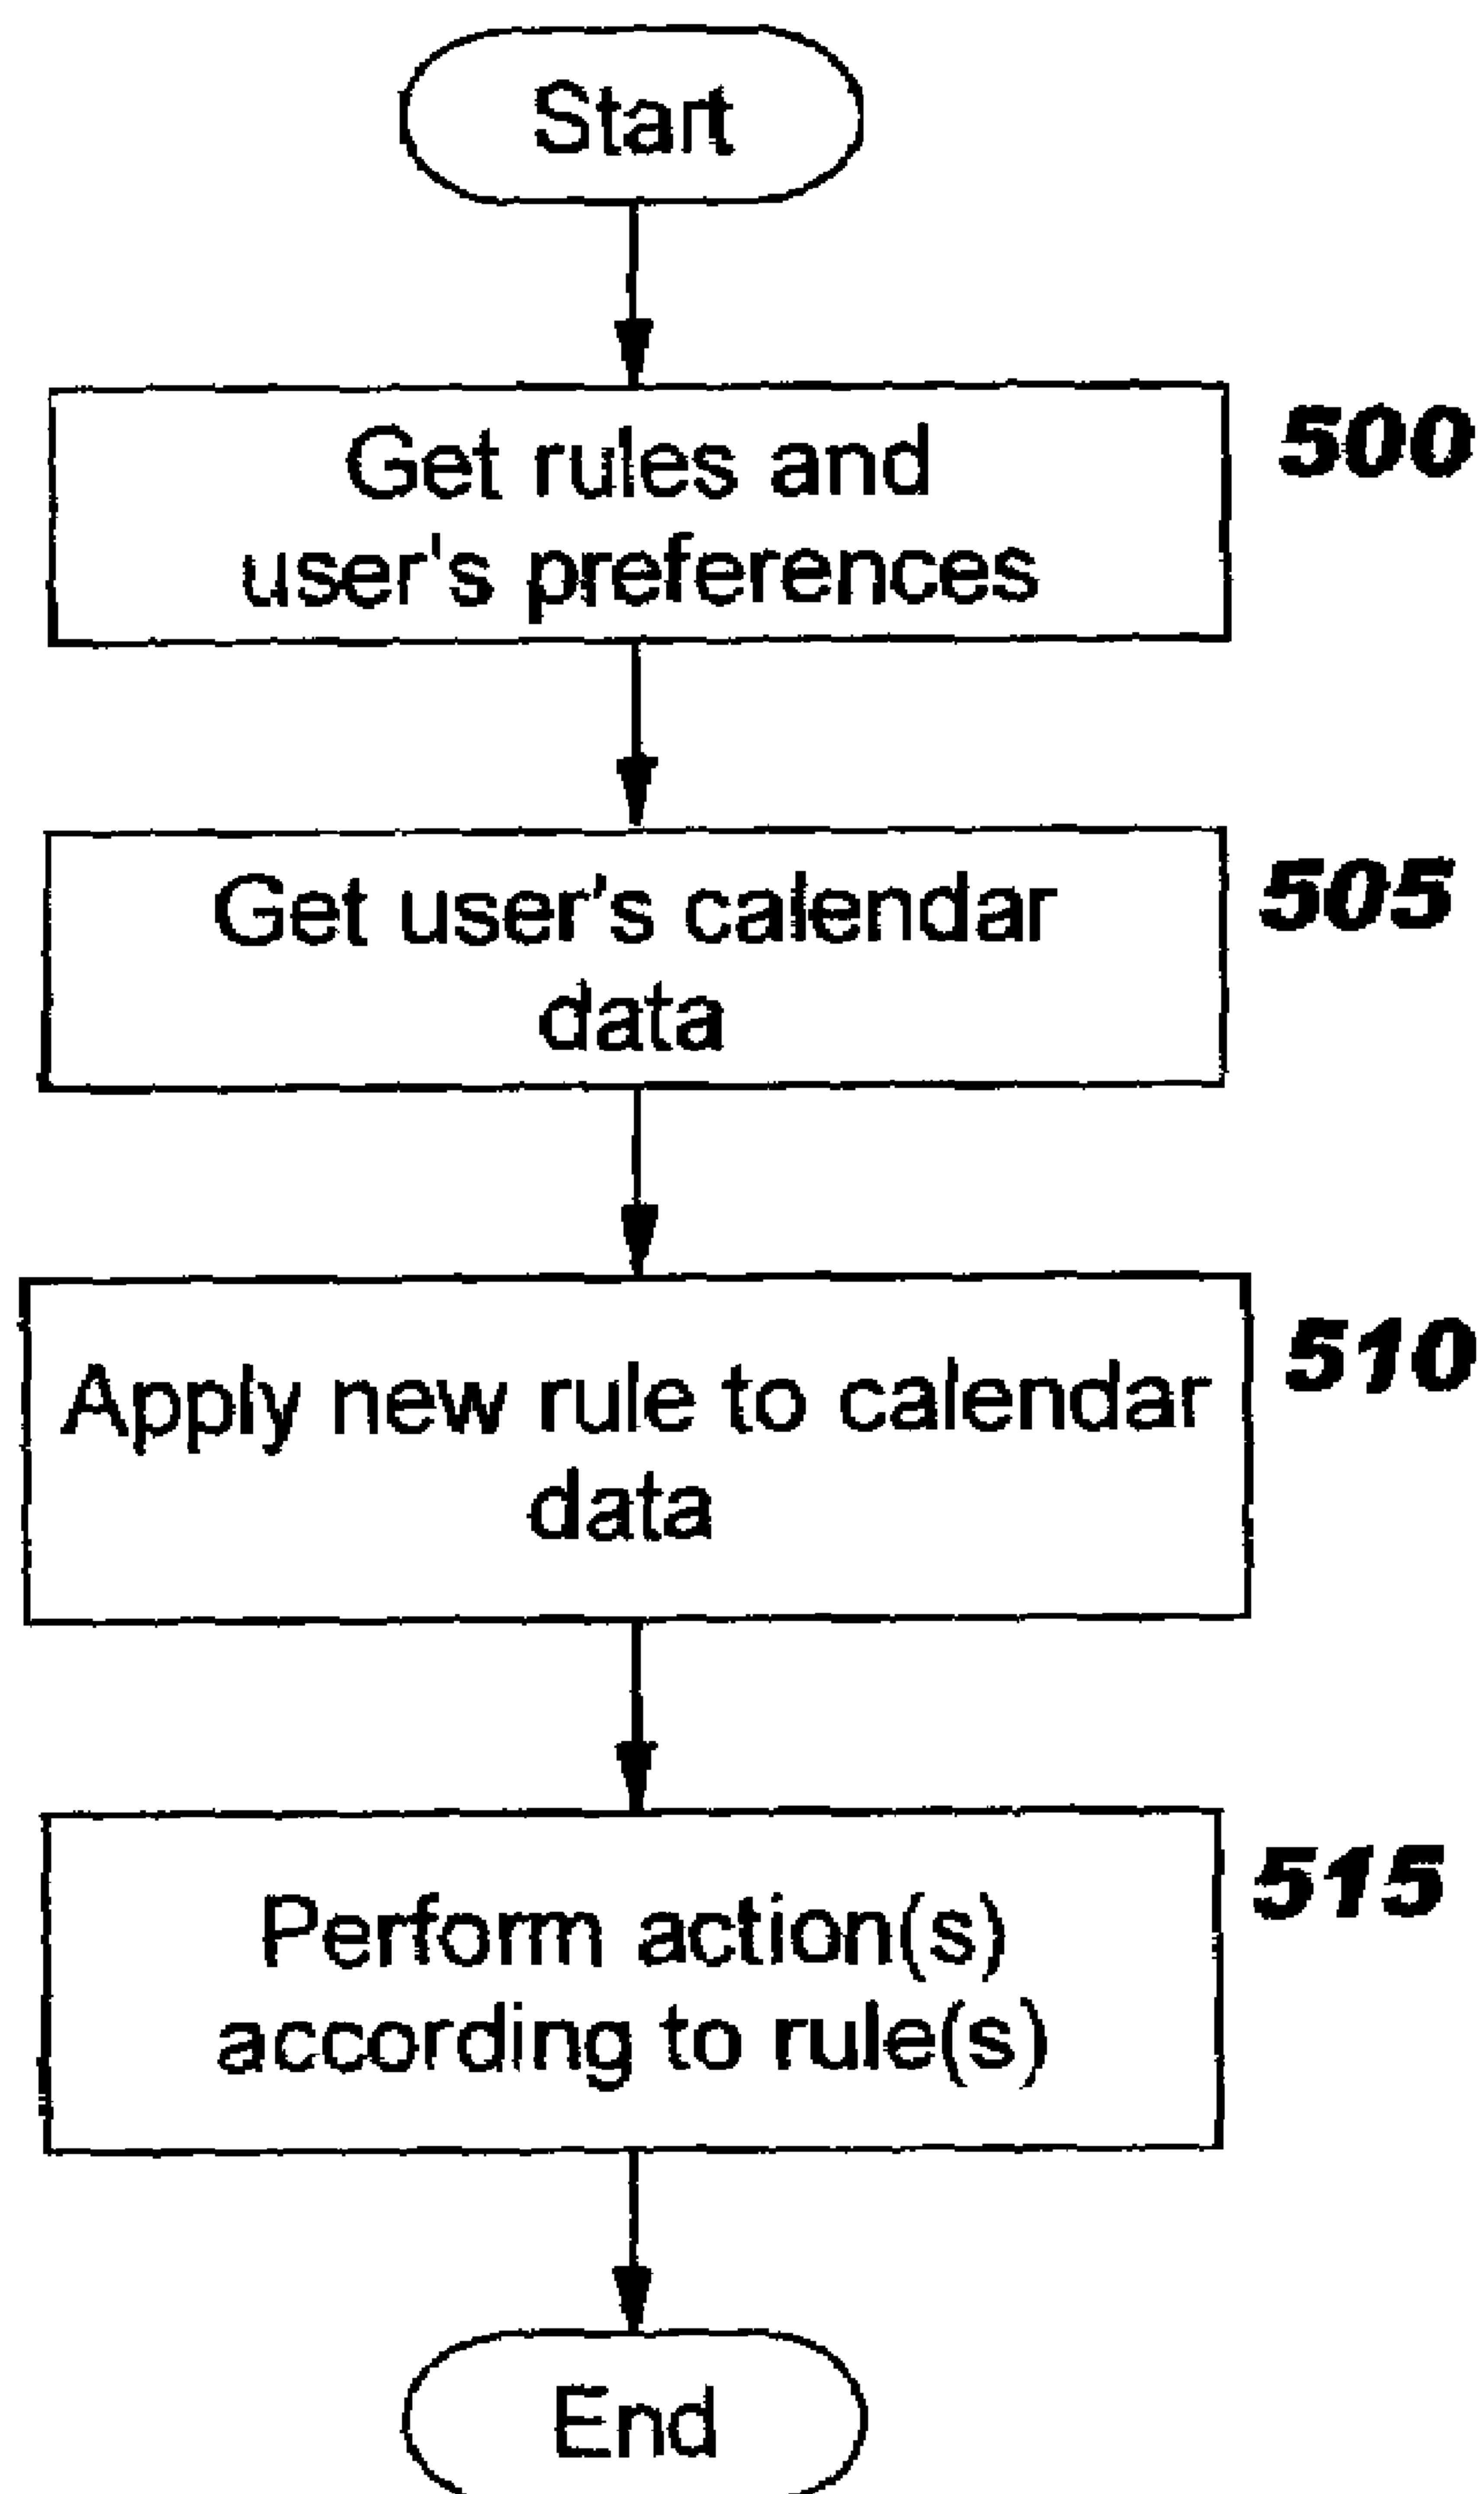 Start
Get rules and
user's preferences
500
Get user's calendar
data
505
Apply new rule to calendar
data
510
Perform action(s)
according to rule(s)
515
End